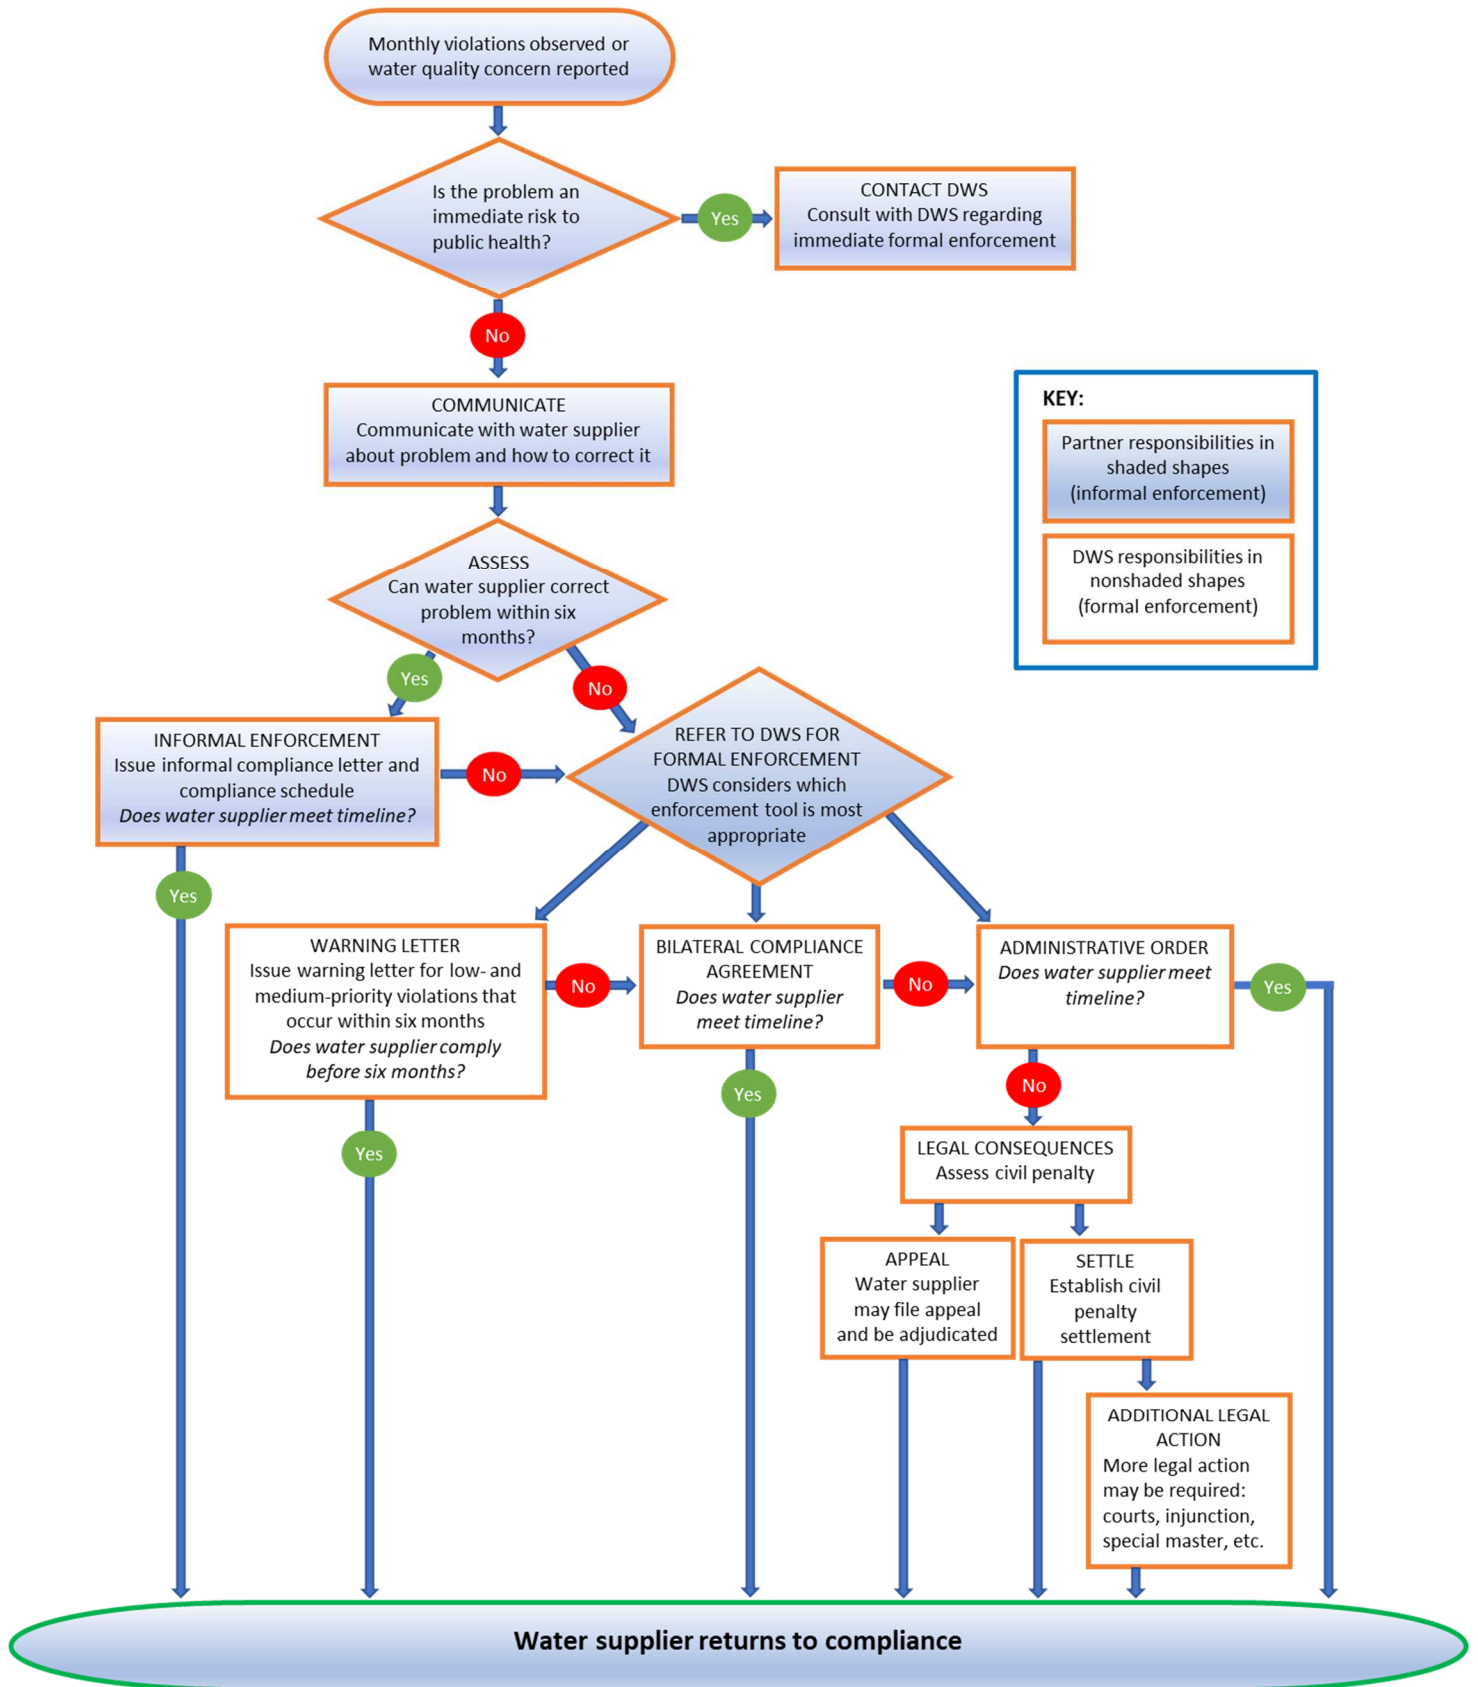 Monthly violations observed or
water quality concern reported
Is the problem an
immediate risk to
public health?
Yes
CONTACT DWS
Consult with DWS regarding
immediate formal enforcement
No
COMMUNICATE
Communicate with water supplier
about problem and how to correct it
KEY:
Partner responsibilities in
shaded shapes
(informal enforcement)
DWS responsibilities in
nonshaded shapes
(formal enforcement)
ASSESS
Can water supplier correct
problem within six
months?
Yes
No
INFORMAL ENFORCEMENT
Issue informal compliance letter and
compliance schedule
Does water supplier meet timeline?
No
REFER TO DWS FOR
FORMAL ENFORCEMENT
DWS considers which
enforcement tool is most
appropriate
Yes
WARNING LETTER
Issue warning letter for low- and
medium-priority violations that
occur within six months
Does water supplier comply
before six months?
No
BILATERAL COMPLIANCE
AGREEMENT
Does water supplier
meet timeline?
No
ADMINISTRATIVE ORDER
Does water supplier meet
timeline?
Yes
Yes
Yes
No
LEGAL CONSEQUENCES
Assess civil penalty
APPEAL
Water supplier
may file appeal
and be adjudicated
SETTLE
Establish civil
penalty
settlement
ADDITIONAL LEGAL
ACTION
More legal action
may be required:
courts, injunction,
special master, etc.
Water supplier returns to compliance